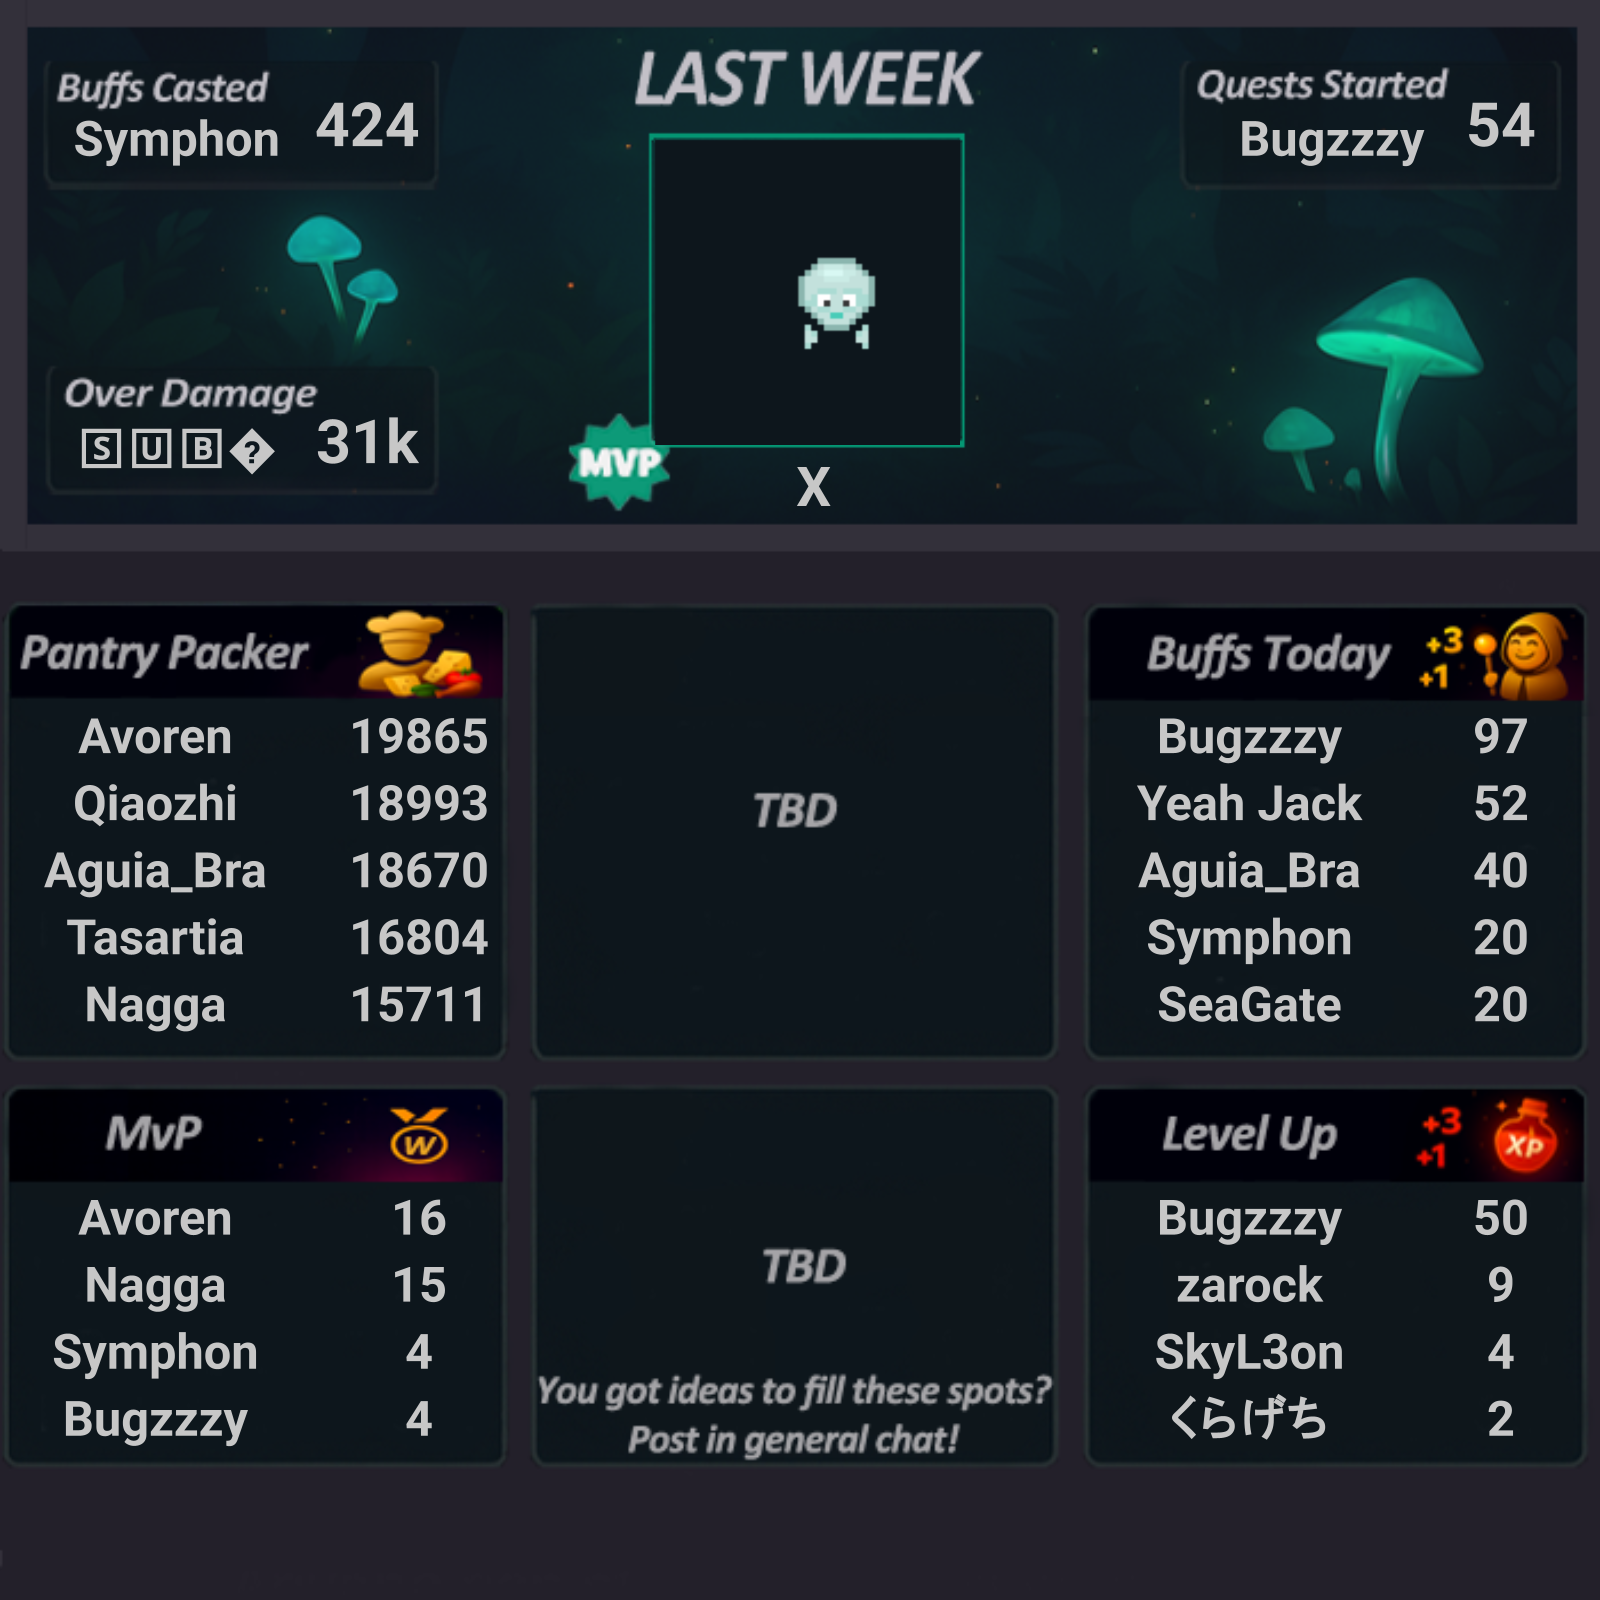 LAST WEEK
Buffs Casted
Symphon 424
Quests Started
Bugzzzy 54
Over Damage
🅂🅄🄱� 31k
MVP
X
Pantry Packer
Avoren 19865
Qiaozhi 18993
Aguia_Bra 18670
Tasartia 16804
Nagga 15711
TBD
Buffs Today +3 +1
Bugzzzy 97
Yeah Jack 52
Aguia_Bra 40
Symphon 20
SeaGate 20
MvP W
Avoren 16
Nagga 15
Symphon 4
Bugzzzy 4
TBD
You got ideas to fill these spots?
Post in general chat!
Level Up +3 +1 XP
Bugzzzy 50
zarock 9
SkyL3on 4
くらげち 2